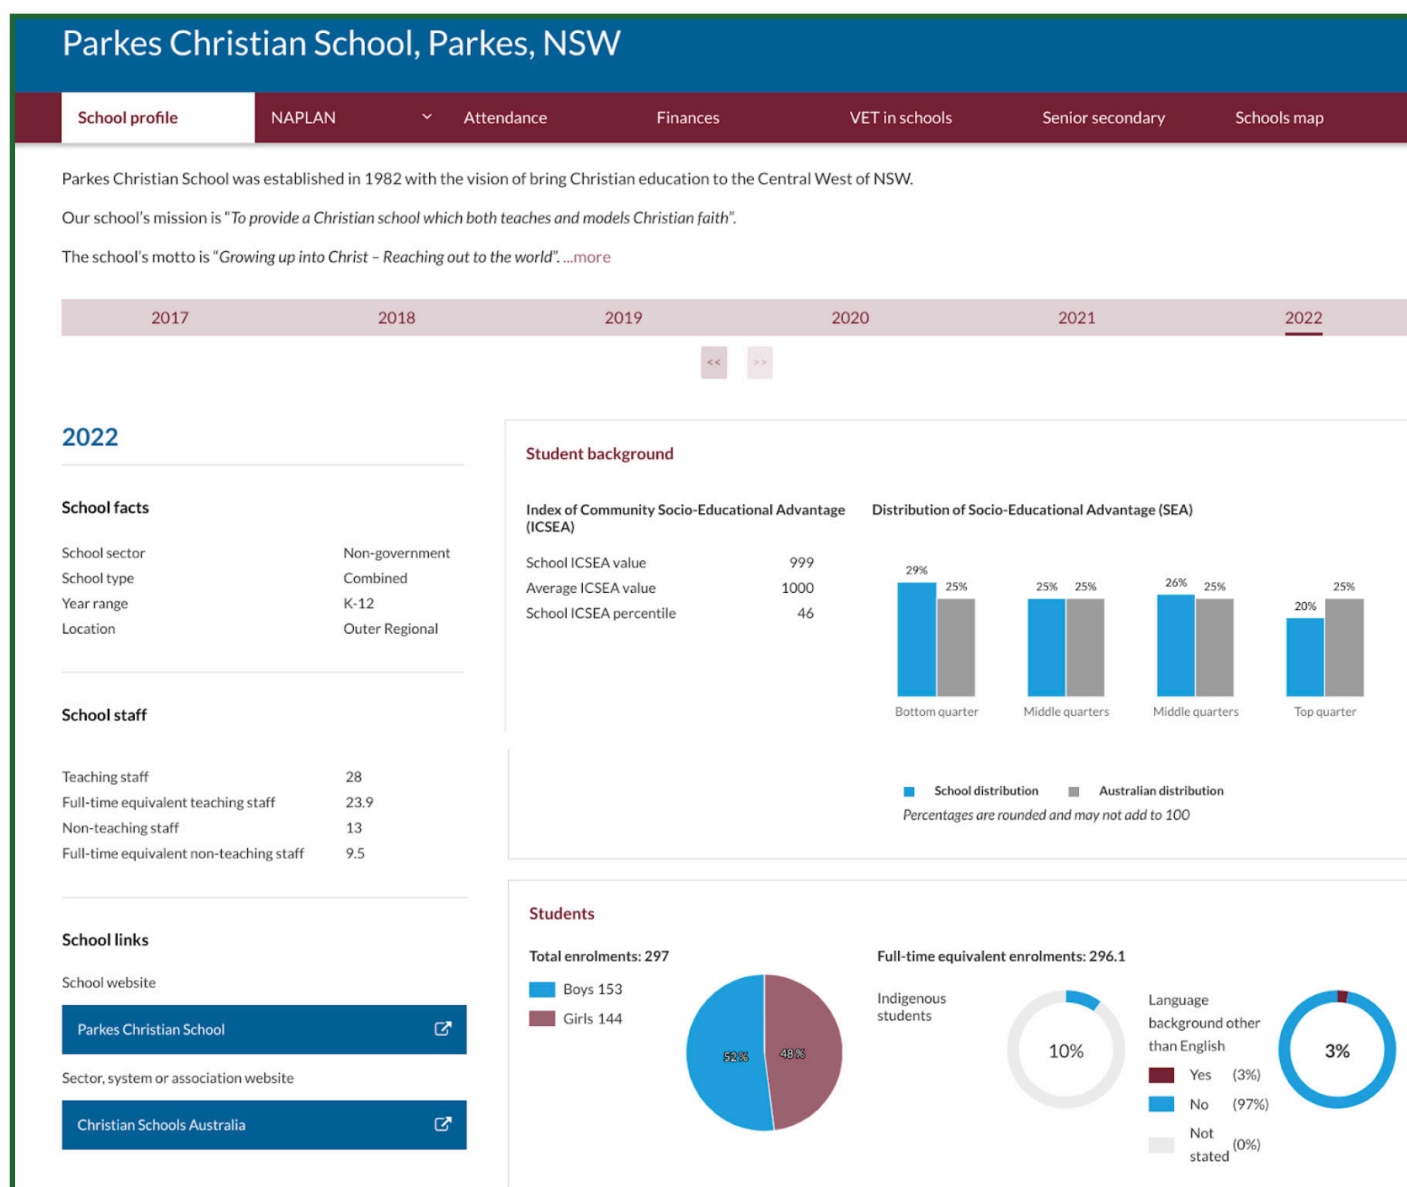 Parkes Christian School, Parkes, NSW
School profile NAPLAN Attendance Finances VET in schools Senior secondary Schools map
Parkes Christian School was established in 1982 with the vision of bring Christian education to the Central West of NSW.
Our school's mission is "To provide a Christian school which both teaches and models Christian faith".
The school's motto is "Growing up into Christ – Reaching out to the world". ...more
2017 2018 2019 2020 2021 2022
<< >>
2022
School facts
School sector Non-government
School type Combined
Year range K-12
Location Outer Regional
School staff
Teaching staff 28
Full-time equivalent teaching staff 23.9
Non-teaching staff 13
Full-time equivalent non-teaching staff 9.5
School links
School website
Parkes Christian School
Sector, system or association website
Christian Schools Australia
Student background
Index of Community Socio-Educational Advantage
(ICSEA)
School ICSEA value 999
Average ICSEA value 1000
School ICSEA percentile 46
Distribution of Socio-Educational Advantage (SEA)
29% 25% 25% 25% 26% 25% 20% 25%
Bottom quarter Middle quarters Middle quarters Top quarter
School distribution Australian distribution
Percentages are rounded and may not add to 100
Students
Total enrolments: 297
Boys 153
Girls 144
52% 48%
Full-time equivalent enrolments: 296.1
Indigenous
students
10%
Language
background other
than English
Yes (3%)
No (97%)
Not
stated (0%)
3%